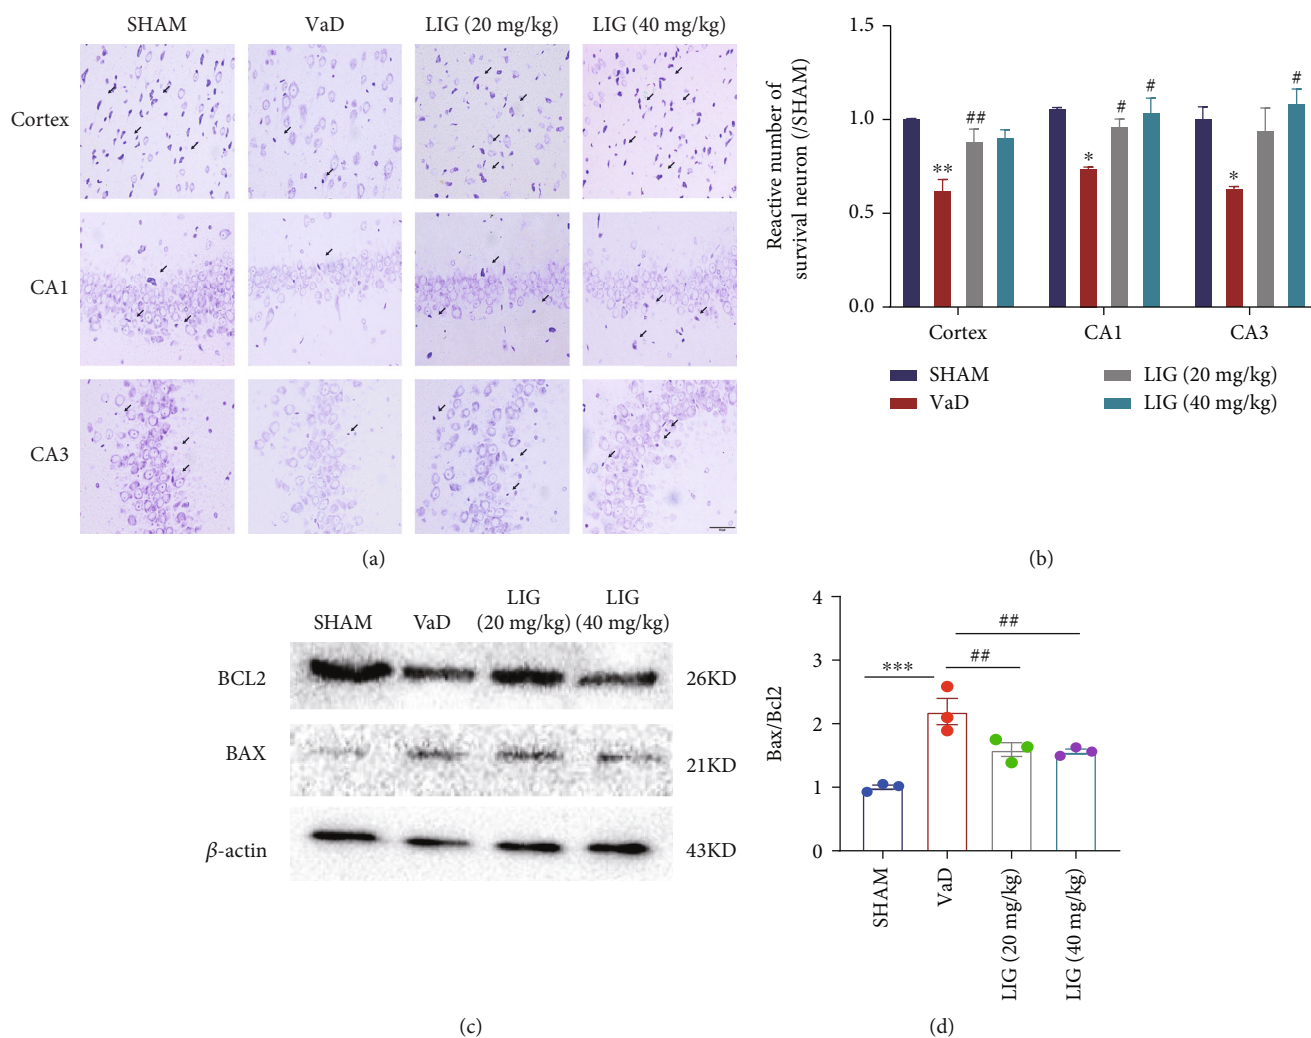 SHAM VaD LIG (20 mg/kg) LIG (40 mg/kg)
Cortex
CA1
CA3
(a)
Reactive number of
survival neuron (/SHAM)
1.5
1.0
0.5
0.0
** ## * # # * #
Cortex CA1 CA3
SHAM LIG (20 mg/kg)
VaD LIG (40 mg/kg)
(b)
SHAM VaD LIG (20 mg/kg) LIG (40 mg/kg)
BCL2 26KD
BAX 21KD
β-actin 43KD
(c)
Bax/Bcl2
4
3
2
1
0
##
*** ##
SHAM
VaD
LIG (20 mg/kg)
LIG (40 mg/kg)
(d)